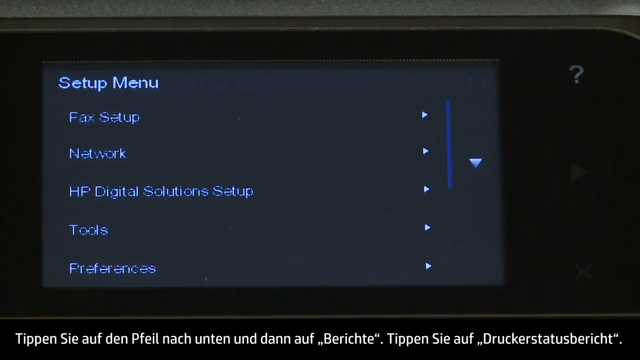 Setup Menu
?
Fax Setup
Network
HP Digital Solutions Setup
Tools
Preferences
Tippen Sie auf den Pfeil nach unten und dann auf „Berichte“. Tippen Sie auf „Druckerstatusbericht“.